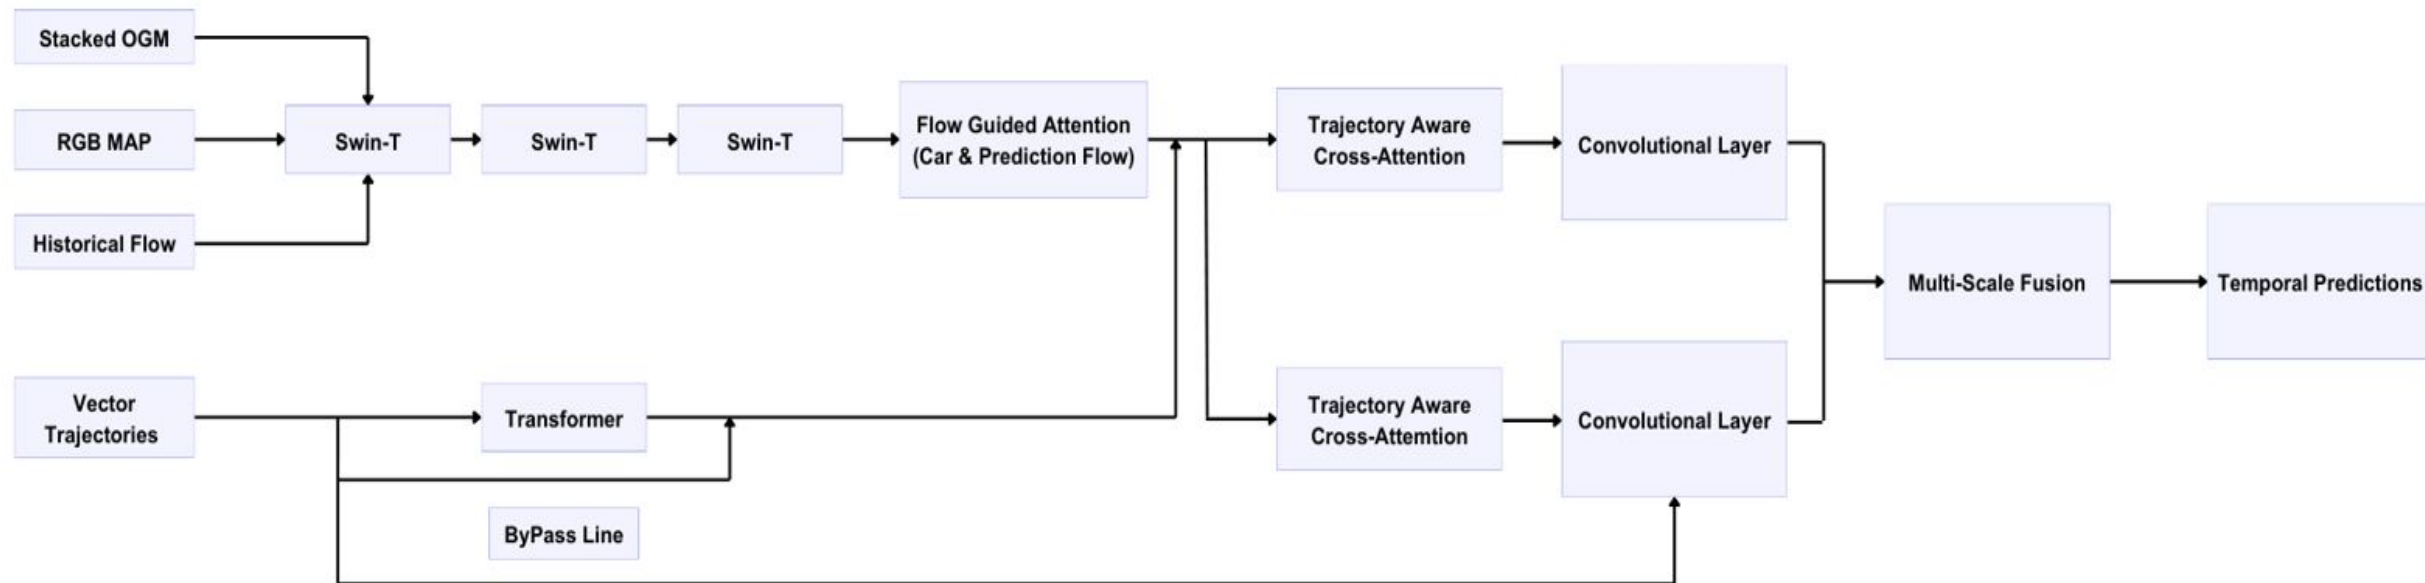 Stacked OGM
RGB MAP
Historical Flow
Swin-T
Swin-T
Swin-T
Flow Guided Attention
(Car & Prediction Flow)
Trajectory Aware
Cross-Attention
Convolutional Layer
Vector
Trajectories
Transformer
ByPass Line
Trajectory Aware
Cross-Attemtion
Convolutional Layer
Multi-Scale Fusion
Temporal Predictions